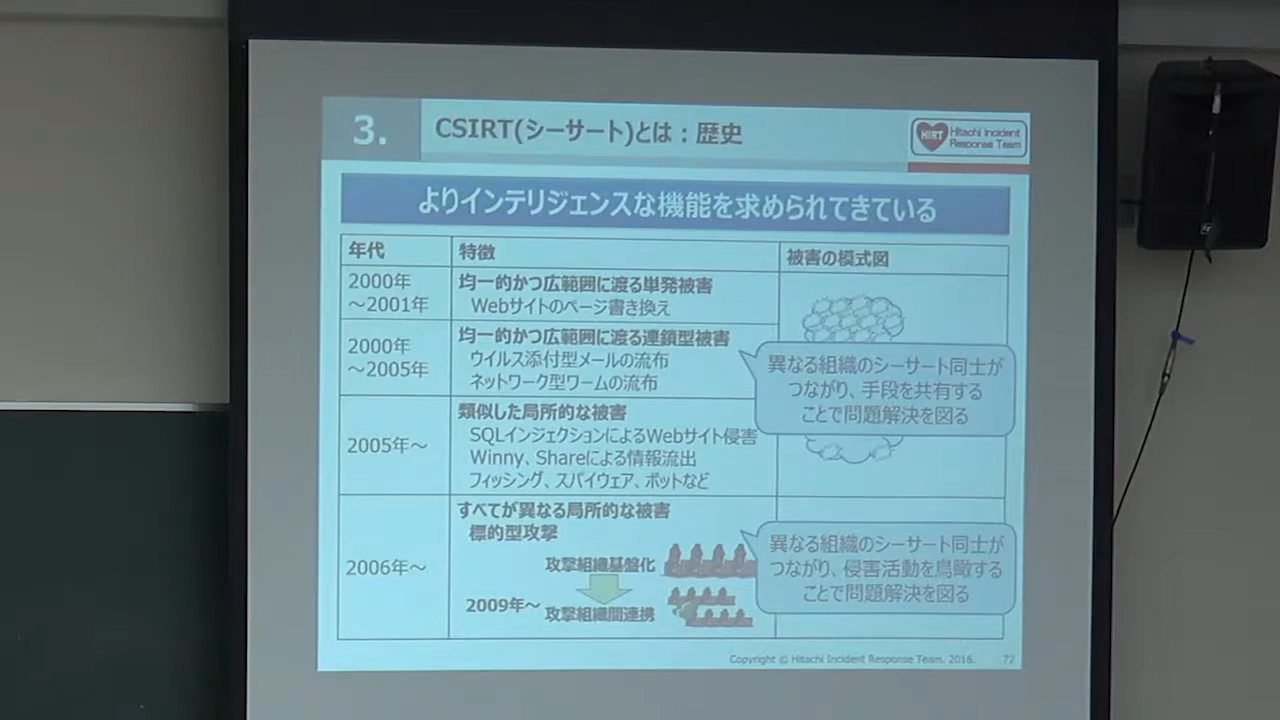 3.
CSIRT(シーサート)とは：歴史
HIRT
Hitachi Incident
Response Team
よりインテリジェンスな機能を求められてきている
年代
特徴
被害の模式図
2000年
～2001年
均一的かつ広範囲に渡る単発被害
Webサイトのページ書き換え
2000年
～2005年
均一的かつ広範囲に渡る連鎖型被害
ウイルス添付型メールの流布
ネットワーク型ワームの流布
異なる組織のシーサート同士が
つながり、手段を共有する
ことで問題解決を図る
2005年～
類似した局所的な被害
SQLインジェクションによるWebサイト侵害
Winny、Shareによる情報流出
フィッシング、スパイウェア、ボットなど
2006年～
すべてが異なる局所的な被害
標的型攻撃
攻撃組織基盤化
2009年～
攻撃組織間連携
異なる組織のシーサート同士が
つながり、侵害活動を鳥瞰する
ことで問題解決を図る
Copyright © Hitachi Incident Response Team. 2016.
72